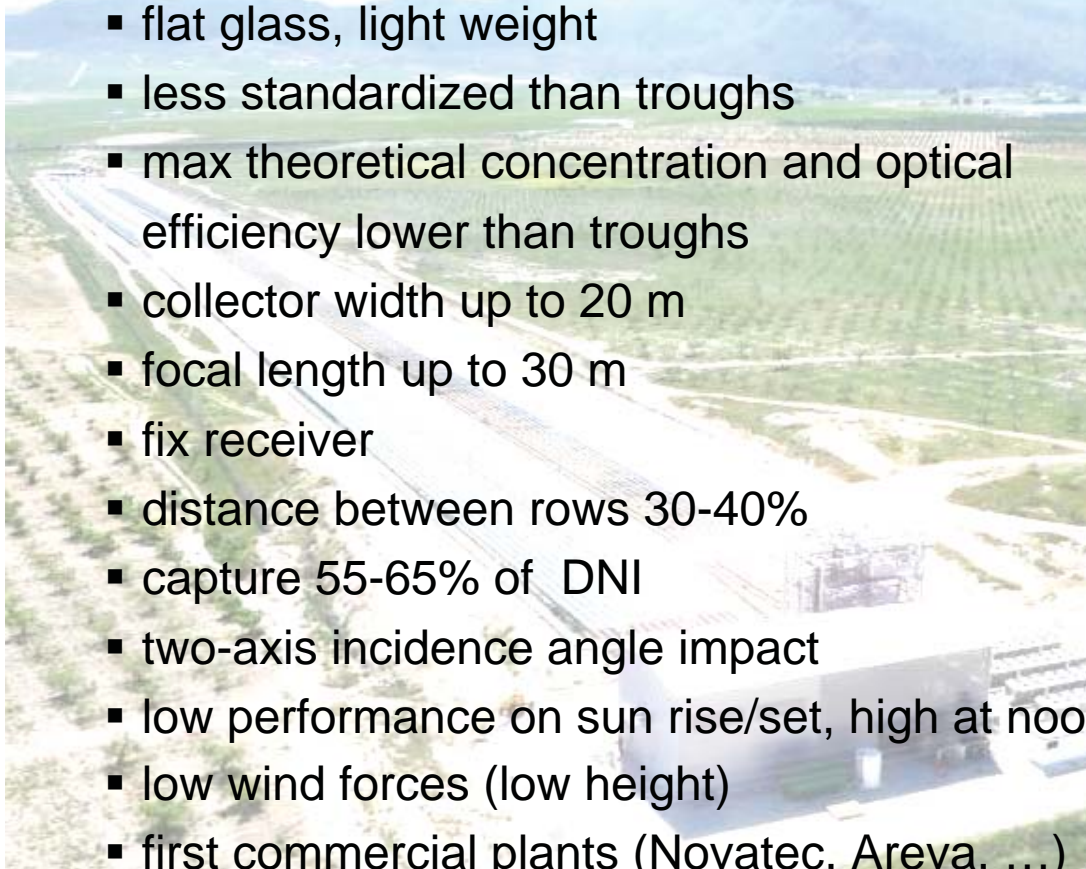 ▪ flat glass, light weight
▪ less standardized than troughs
▪ max theoretical concentration and optical
efficiency lower than troughs
▪ collector width up to 20 m
▪ focal length up to 30 m
▪ fix receiver
▪ distance between rows 30-40%
▪ capture 55-65% of DNI
▪ two-axis incidence angle impact
▪ low performance on sun rise/set, high at noo
▪ low wind forces (low height)
▪ first commercial plants (Novatec, Areva, …)